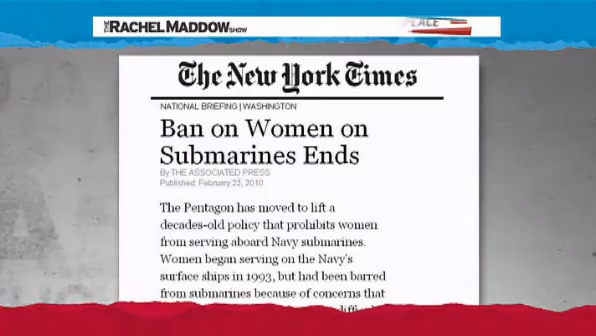 THE RACHEL MADDOW SHOW
PLACE
The New York Times
NATIONAL BRIEFING | WASHINGTON
Ban on Women on
Submarines Ends
By THE ASSOCIATED PRESS
Published: February 23, 2010
The Pentagon has moved to lift a
decades-old policy that prohibits women
from serving aboard Navy submarines.
Women began serving on the Navy's
surface ships in 1993, but had been barred
from submarines because of concerns that